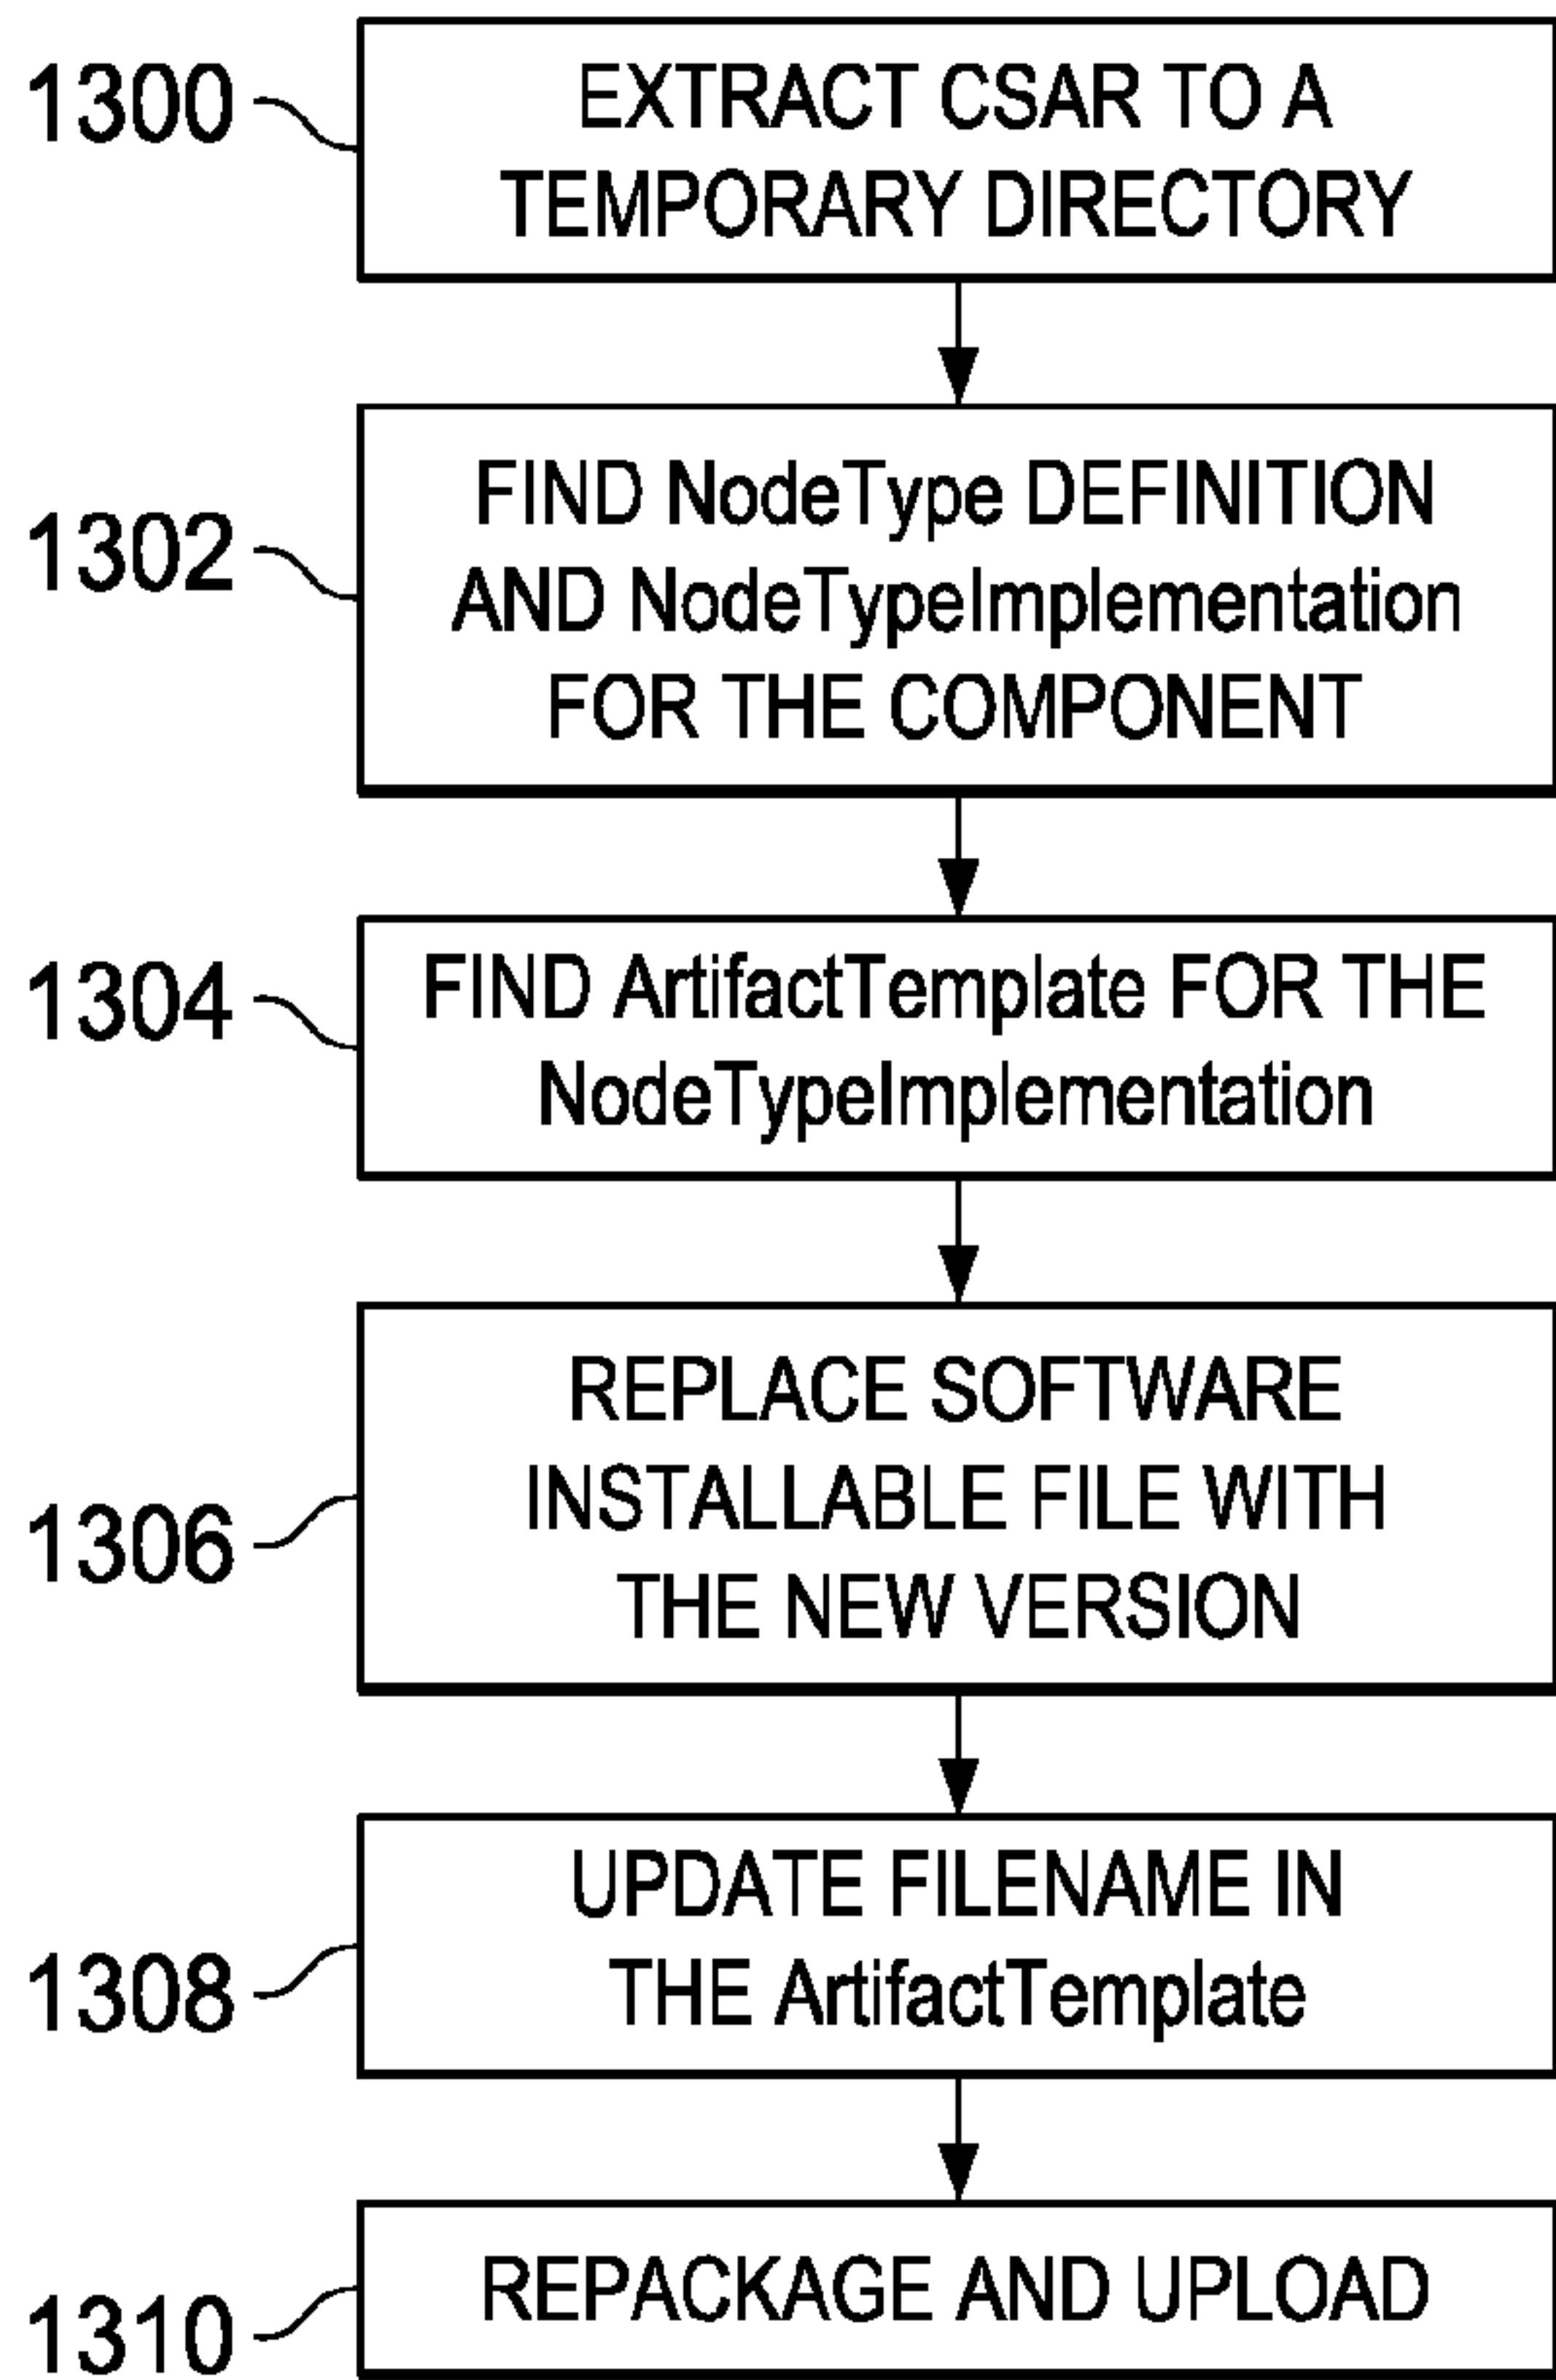 1300
EXTRACT CSAR TO A
TEMPORARY DIRECTORY
1302
FIND NodeType DEFINITION
AND NodeTypeImplementation
FOR THE COMPONENT
1304
FIND ArtifactTemplate FOR THE
NodeTypeImplementation
1306
REPLACE SOFTWARE
INSTALLABLE FILE WITH
THE NEW VERSION
1308
UPDATE FILENAME IN
THE ArtifactTemplate
1310
REPACKAGE AND UPLOAD